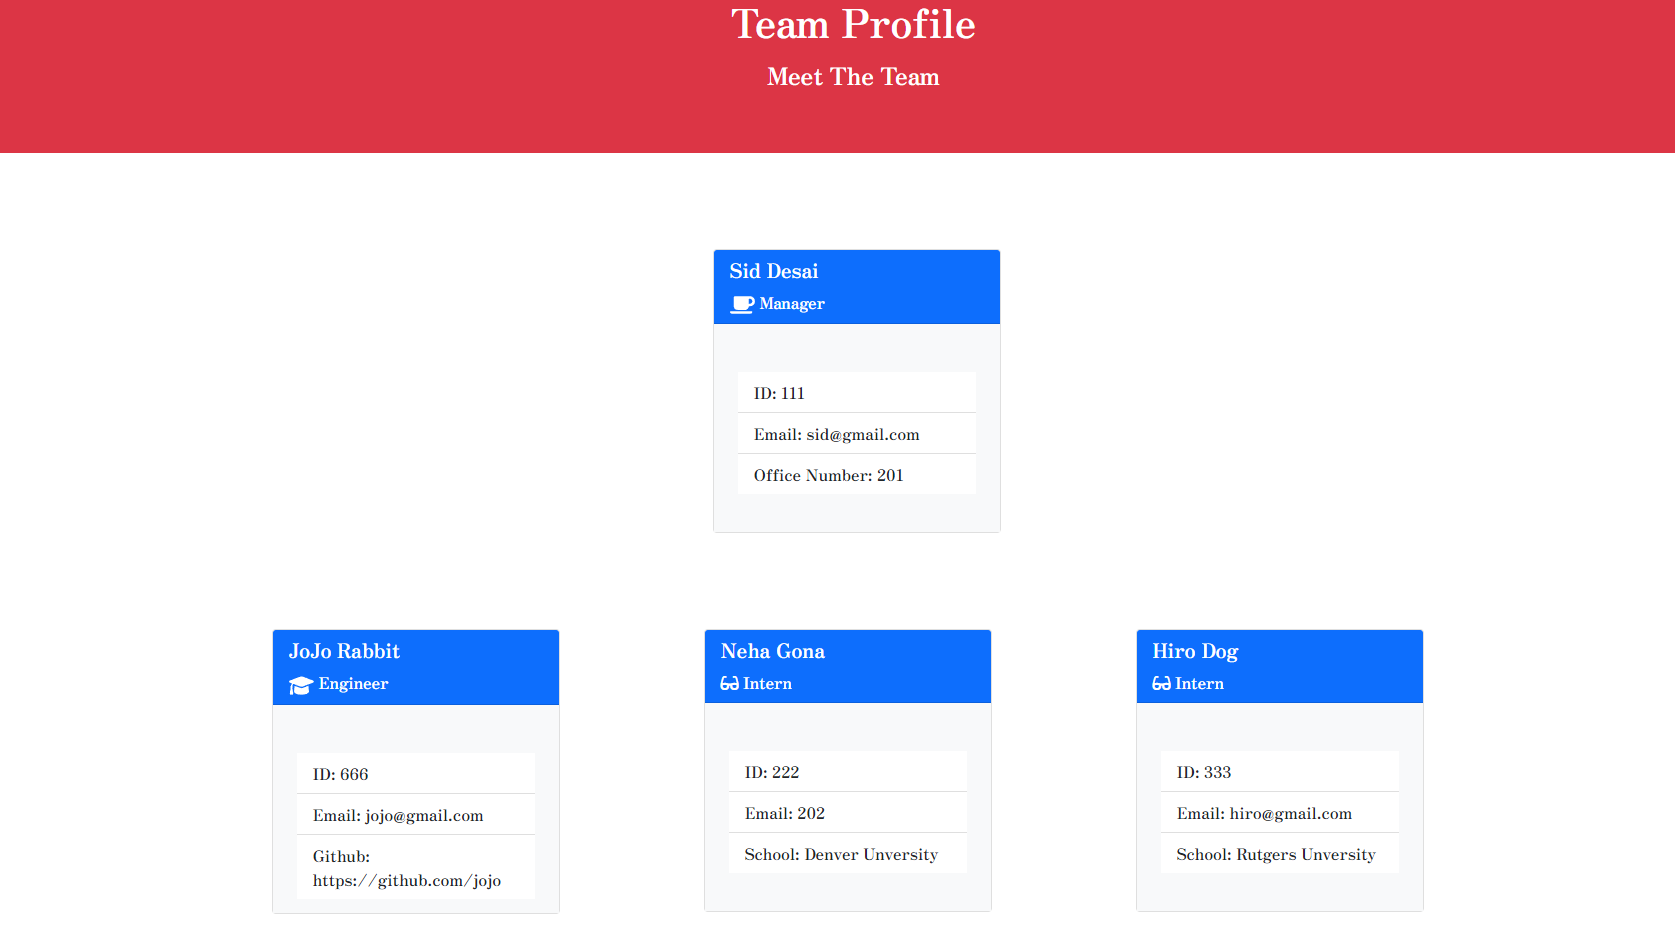 Team Profile
Meet The Team
Sid Desai
Manager
ID: 111
Email: sid@gmail.com
Office Number: 201
JoJo Rabbit
Engineer
ID: 666
Email: jojo@gmail.com
Github:
https://github.com/jojo
Neha Gona
Intern
ID: 222
Email: 202
School: Denver Unversity
Hiro Dog
Intern
ID: 333
Email: hiro@gmail.com
School: Rutgers Unversity